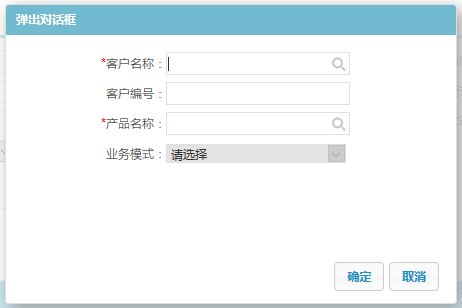 弹出对话框
*客户名称：
客户编号：
*产品名称：
业务模式： 请选择
确定 取消